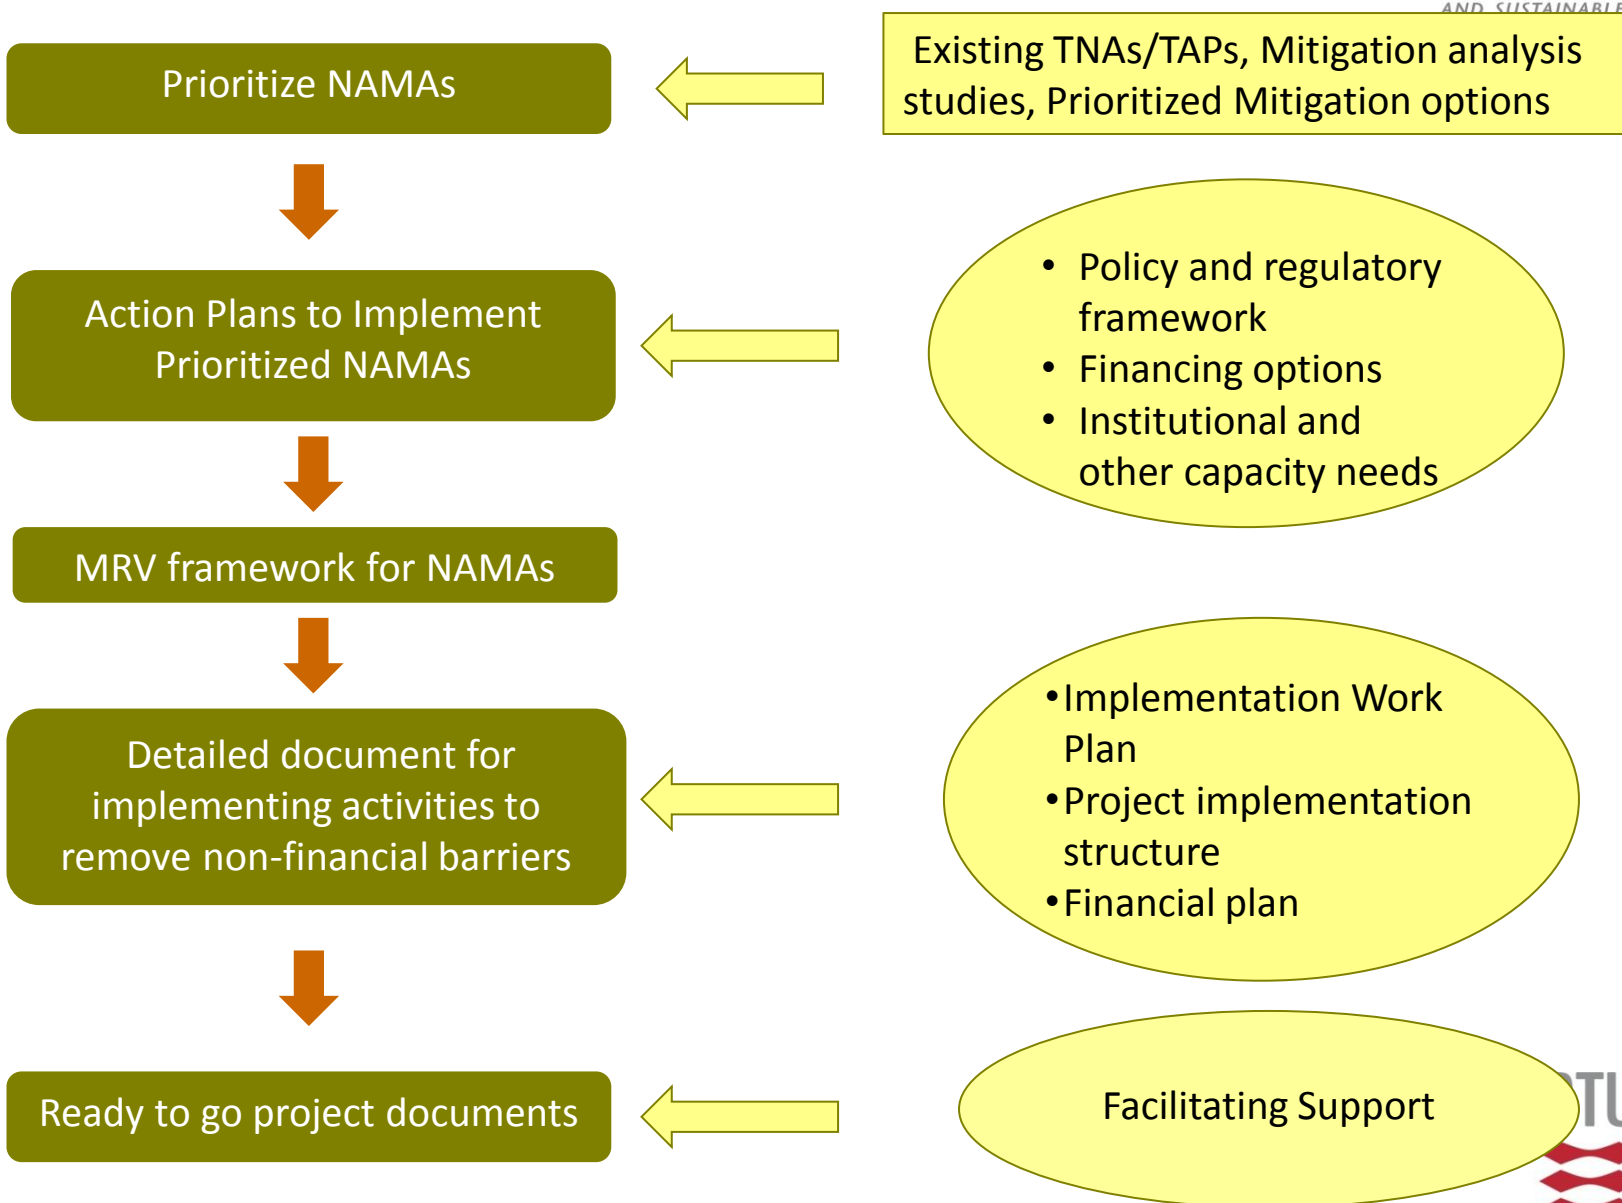 AND SUSTAINABLE
Prioritize NAMAs
Existing TNAs/TAPs, Mitigation analysis
studies, Prioritized Mitigation options
Action Plans to Implement
Prioritized NAMAs
• Policy and regulatory
framework
• Financing options
• Institutional and
other capacity needs
MRV framework for NAMAs
Detailed document for
implementing activities to
remove non-financial barriers
•Implementation Work
Plan
•Project implementation
structure
•Financial plan
Ready to go project documents
Facilitating Support